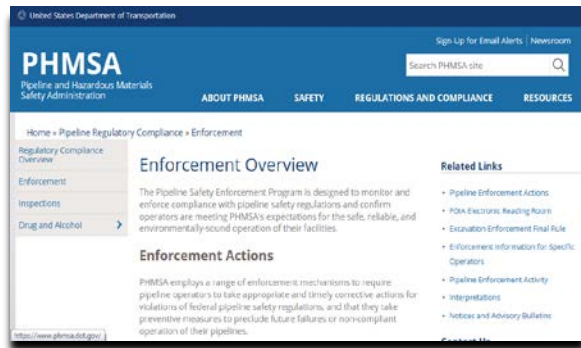 United States Department of Transportation
Sign Up for Email Alerts | Newsroom
PHMSA
Pipeline and Hazardous Materials
Safety Administration
Search PHMSA site
ABOUT PHMSA SAFETY REGULATIONS AND COMPLIANCE RESOURCES
Home » Pipeline Regulatory Compliance » Enforcement
Regulatory Compliance
Overview
Enforcement
Inspections
Drug and Alcohol
Enforcement Overview
The Pipeline Safety Enforcement Program is designed to monitor and
enforce compliance with pipeline safety regulations and confirm
operators are meeting PHMSA's expectations for the safe, reliable, and
environmentally-sound operation of their facilities.
Enforcement Actions
PHMSA employs a range of enforcement mechanisms to require
pipeline operators to take appropriate and timely corrective actions for
violations of federal pipeline safety regulations, and that they take
preventive measures to preclude future failures or non-compliant
operation of their pipelines.
Related Links
Pipeline Enforcement Actions
FOIA Electronic Reading Room
Excavation Enforcement Final Rule
Enforcement Information for Specific
Operators
Pipeline Enforcement Activity
Interpretations
Notices and Advisory Bulletins
https://www.phmsa.dot.gov/